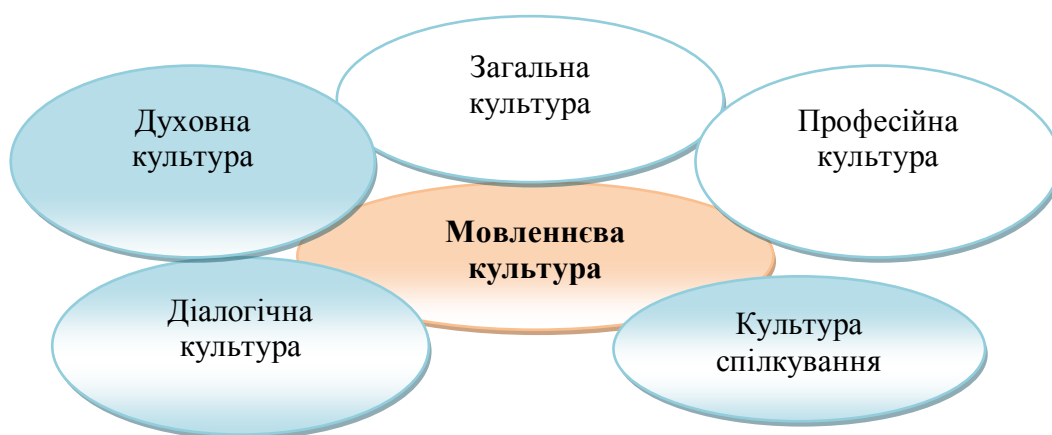 Загальна
культура
Духовна
культура
Професійна
культура
Мовленнєва
культура
Діалогічна
культура
Культура
спілкування